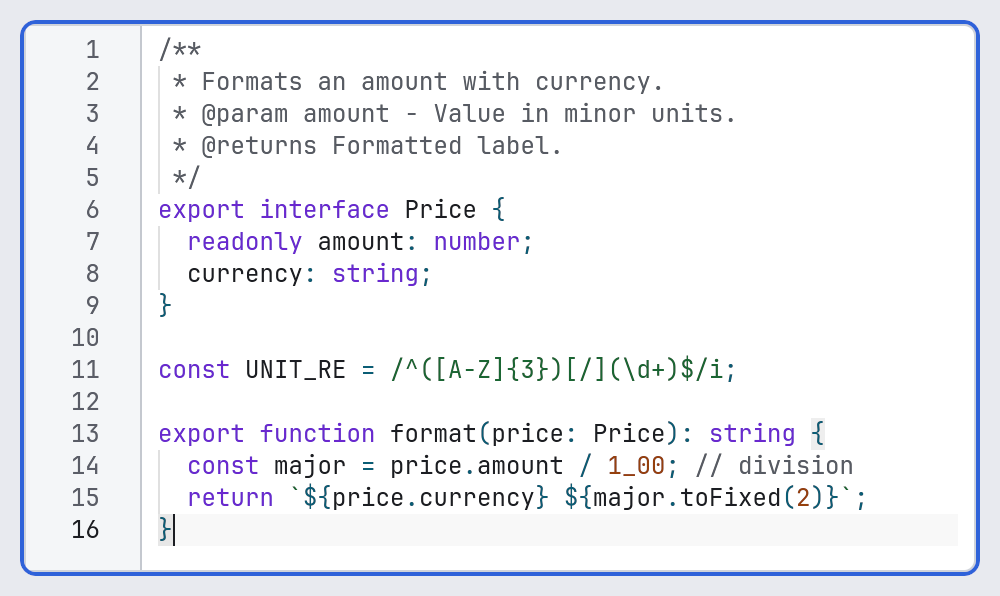 1 /**
2  * Formats an amount with currency.
3  * @param amount - Value in minor units.
4  * @returns Formatted label.
5  */
6 export interface Price {
7   readonly amount: number;
8   currency: string;
9 }
10
11 const UNIT_RE = /^([A-Z]{3})[/](\d+)$/i;
12
13 export function format(price: Price): string {
14   const major = price.amount / 1_00; // division
15   return `${price.currency} ${major.toFixed(2)}`;
16 }